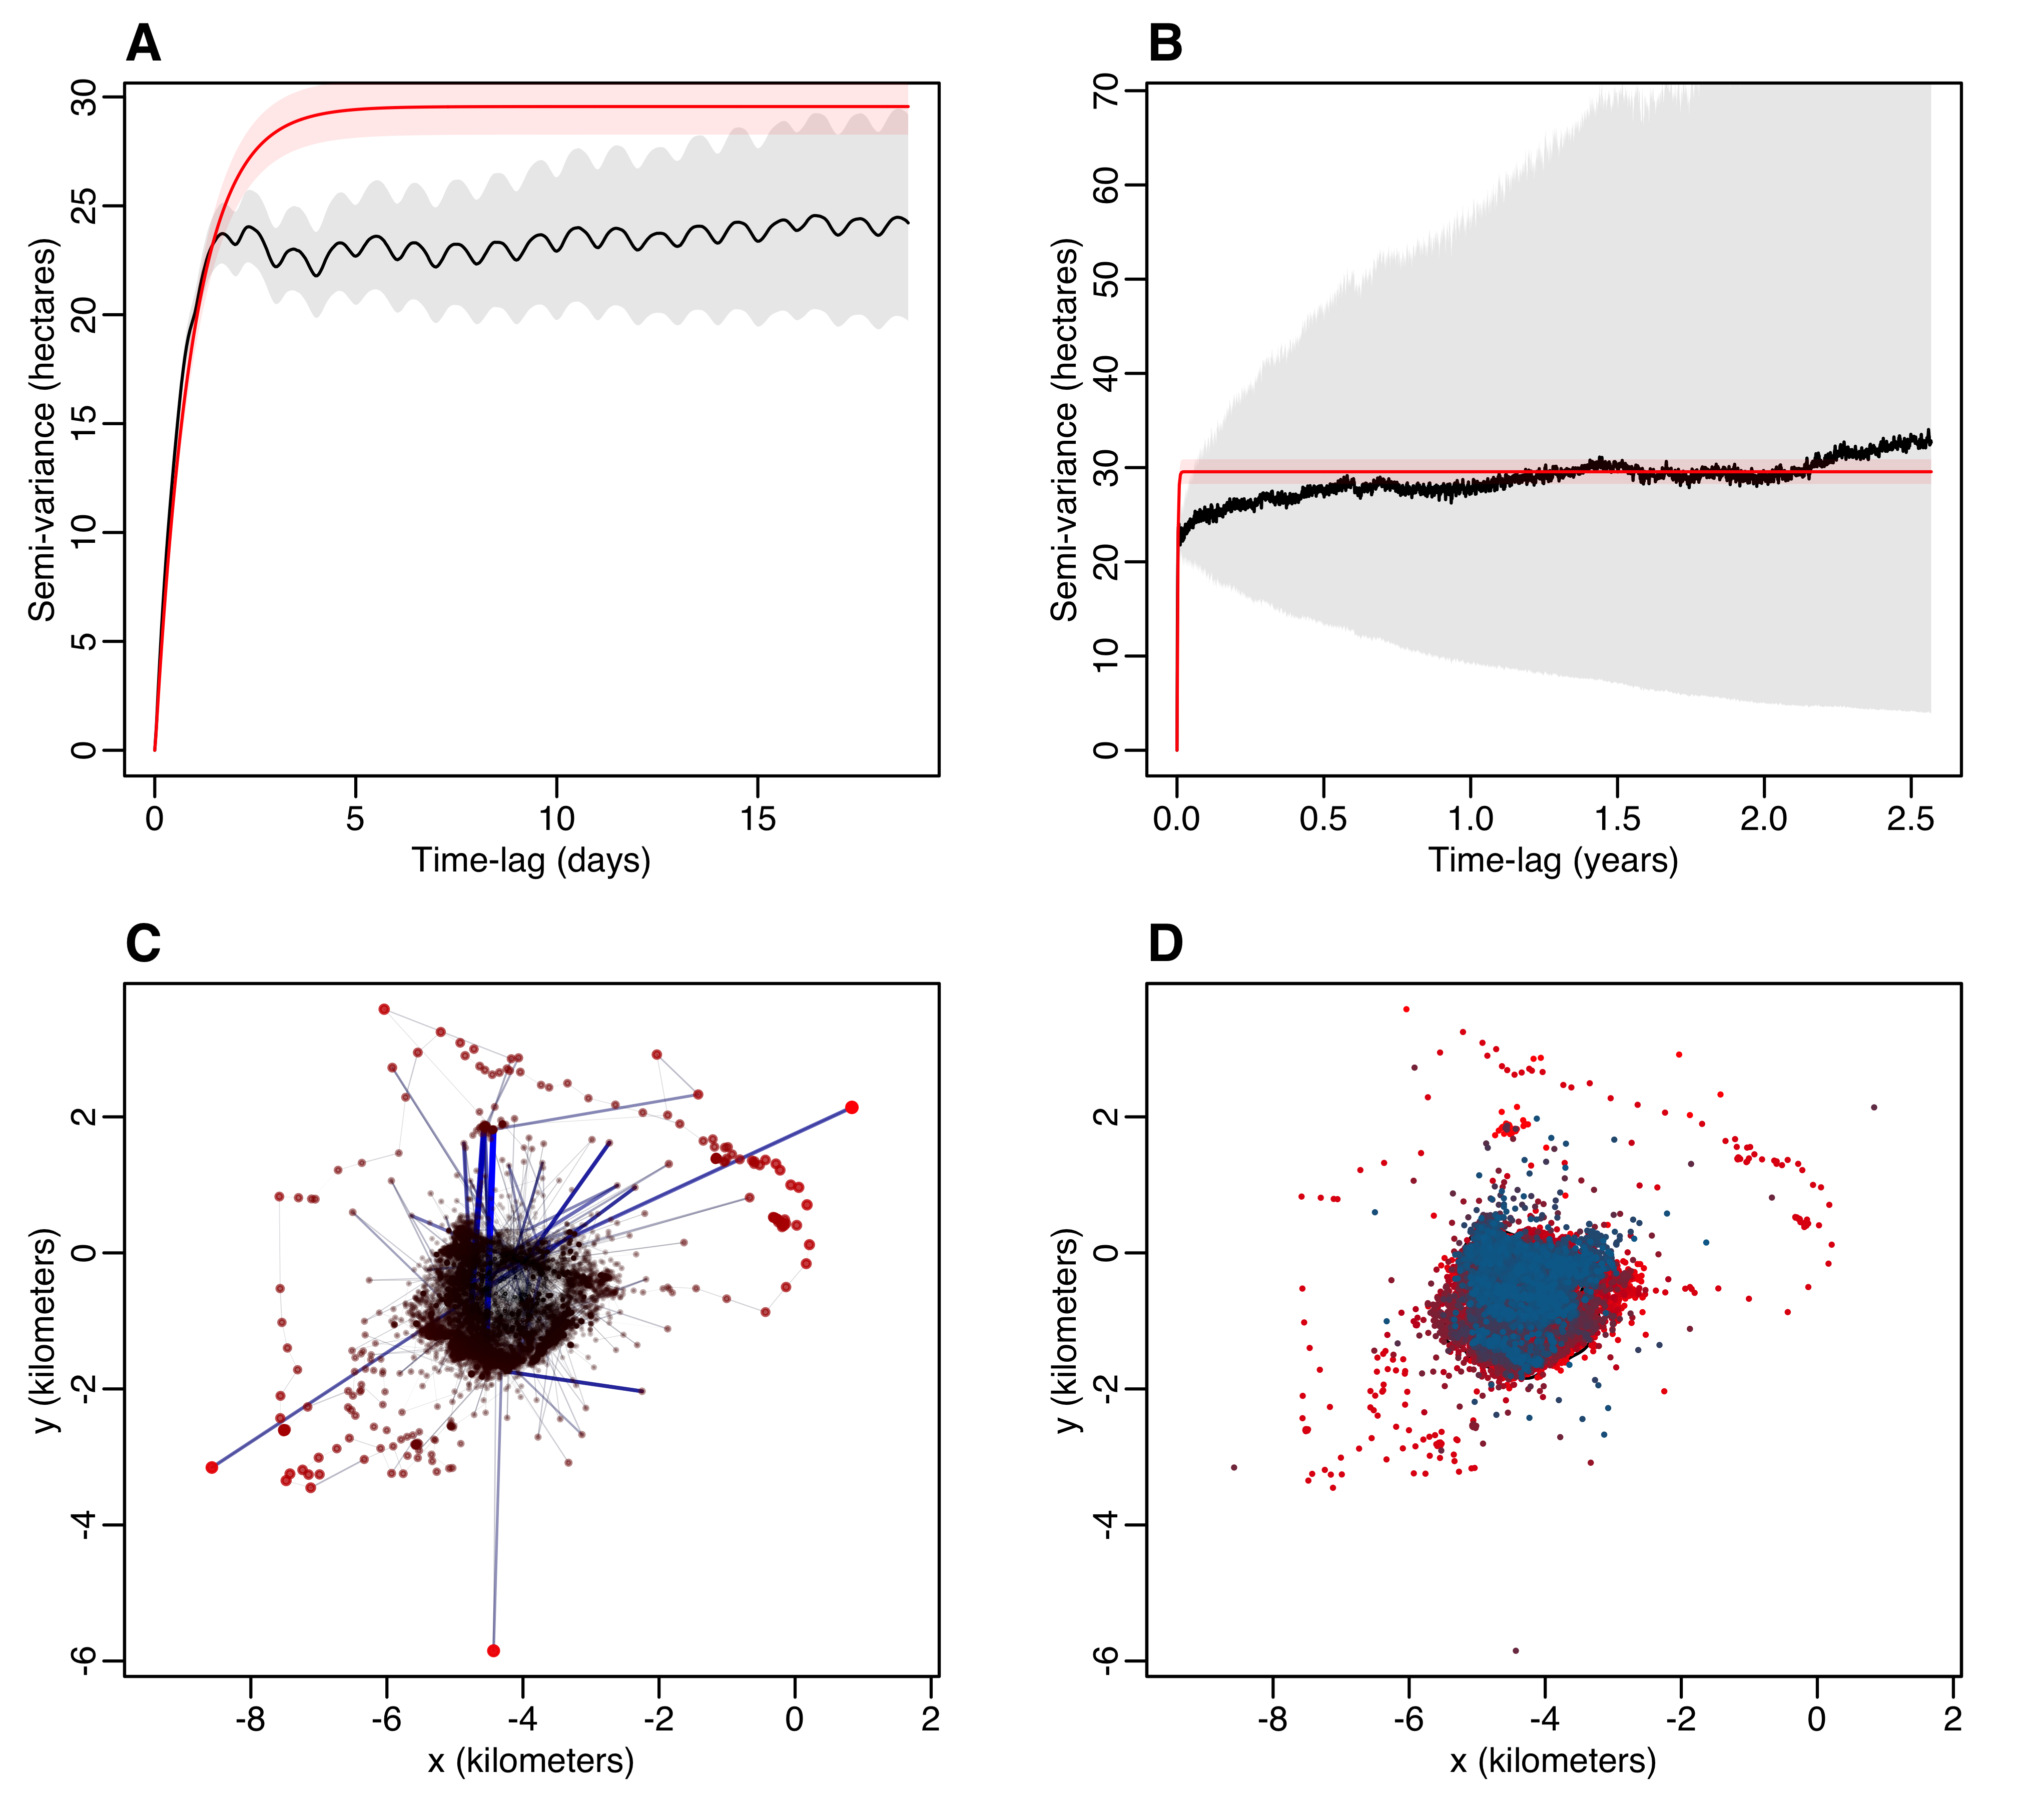 A
Semi-variance (hectares)
30
25
20
15
10
5
0
0 5 10 15
Time-lag (days)
B
Semi-variance (hectares)
70
60
50
40
30
20
10
0
0.0 0.5 1.0 1.5 2.0 2.5
Time-lag (years)
C
y (kilometers)
2
0
-2
-4
-6
-8 -6 -4 -2 0 2
x (kilometers)
D
y (kilometers)
2
0
-2
-4
-6
-8 -6 -4 -2 0 2
x (kilometers)